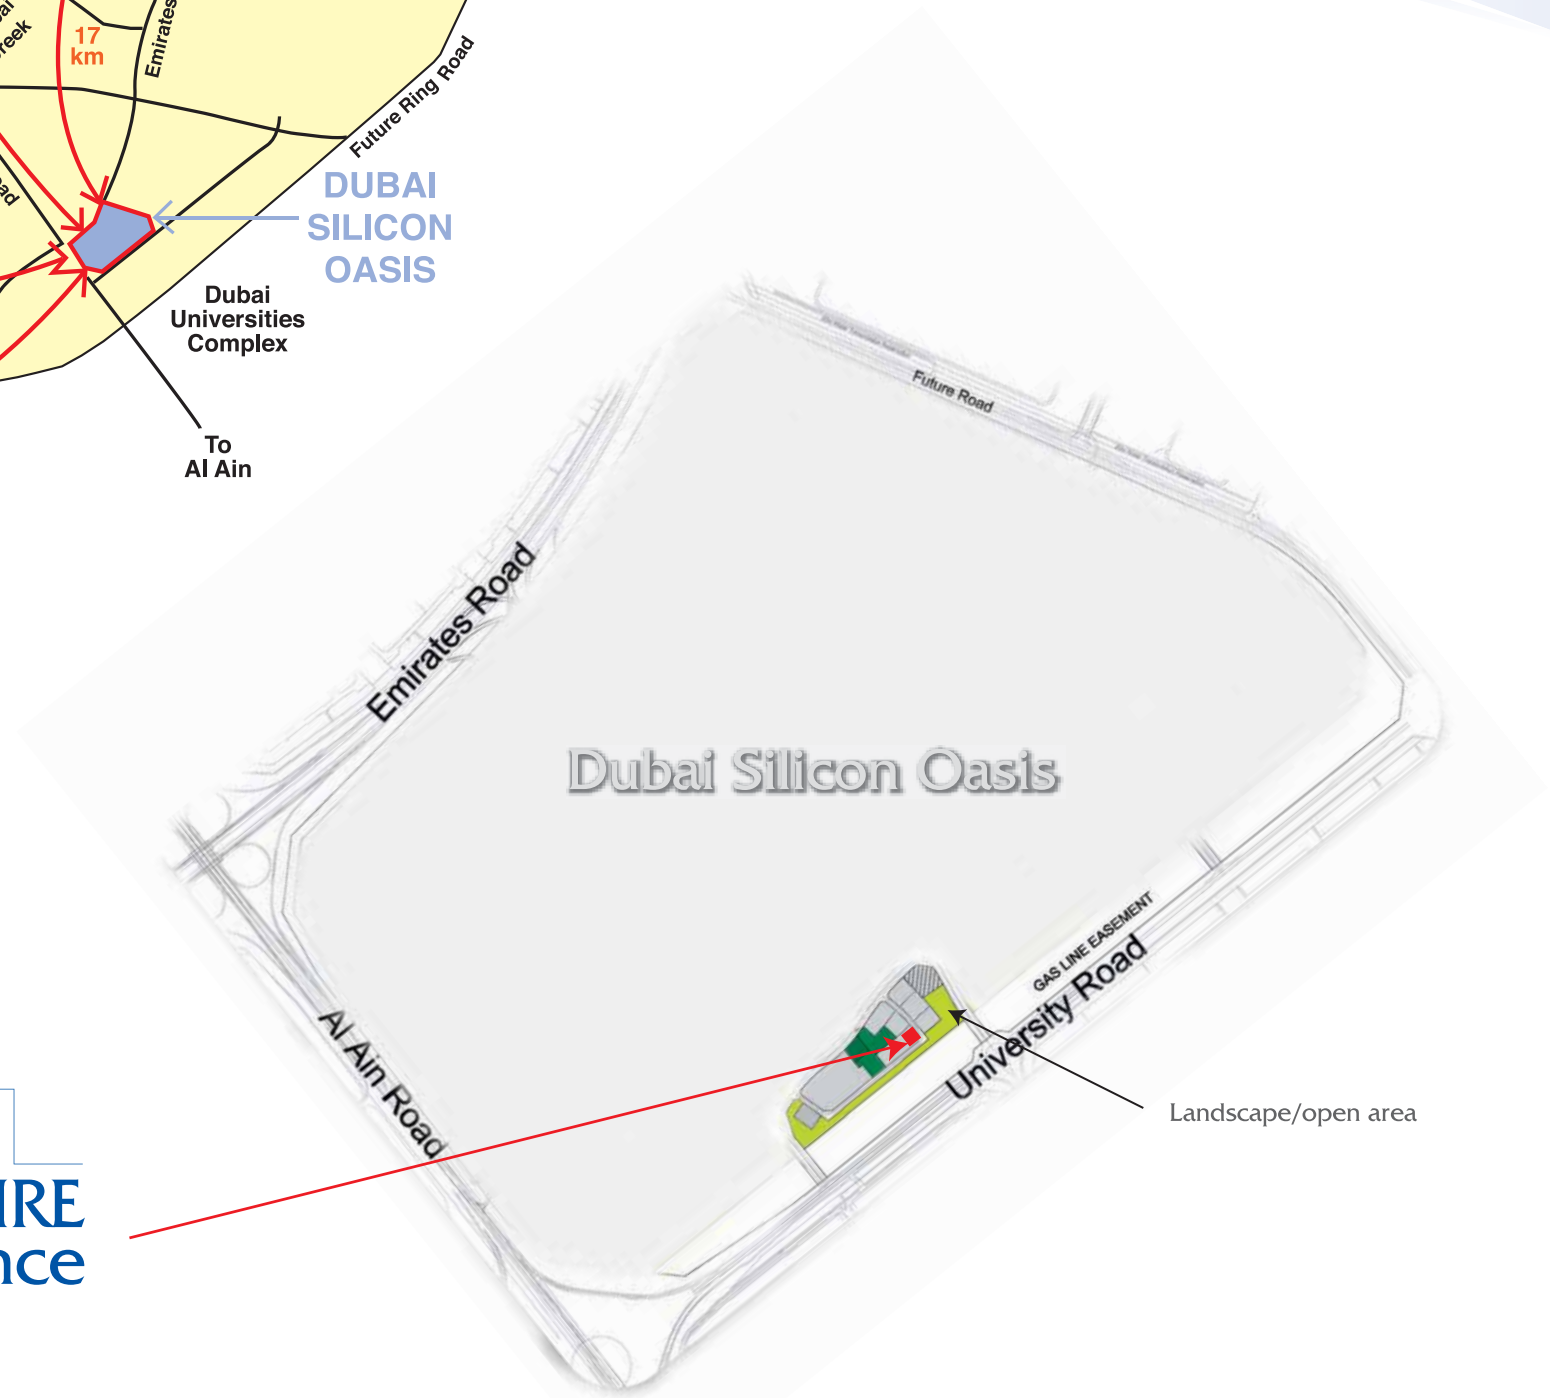 17
km
Emirates
Future Ring Road
DUBAI
SILICON
OASIS
Dubai
Universities
Complex
To
Al Ain
Future Road
Emirates Road
Dubai Silicon Oasis
GAS LINE EASEMENT
University Road
Al Ain Road
Landscape/open area
IRE
nce